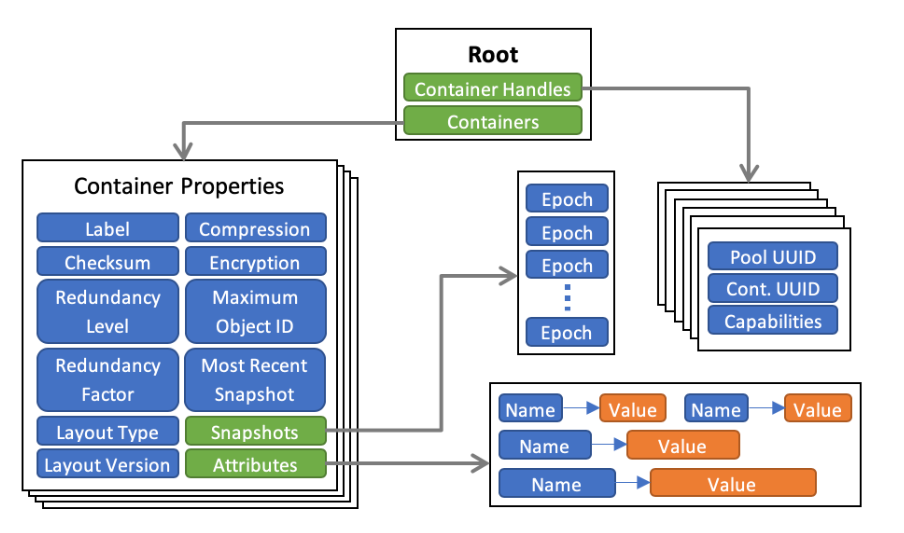 Root
Container Handles
Containers
Container Properties
Label
Compression
Checksum
Encryption
Redundancy
Level
Maximum
Object ID
Redundancy
Factor
Most Recent
Snapshot
Layout Type
Snapshots
Layout Version
Attributes
Epoch
Epoch
Epoch
Epoch
Pool UUID
Cont. UUID
Capabilities
Name
Value
Name
Value
Name
Value
Name
Value